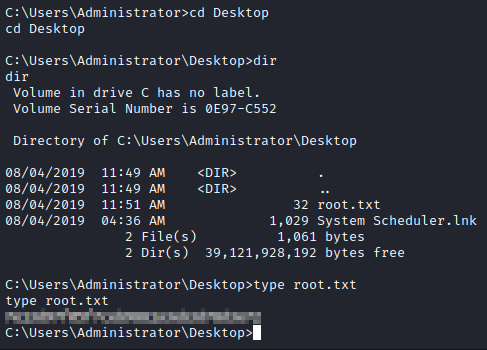 C:\Users\Administrator>cd Desktop
cd Desktop
C:\Users\Administrator\Desktop>dir
dir
 Volume in drive C has no label.
 Volume Serial Number is 0E97-C552
 Directory of C:\Users\Administrator\Desktop
08/04/2019  11:49 AM    <DIR>          .
08/04/2019  11:49 AM    <DIR>          ..
08/04/2019  11:51 AM                32 root.txt
08/04/2019  04:36 AM             1,029 System Scheduler.lnk
               2 File(s)          1,061 bytes
               2 Dir(s)  39,121,928,192 bytes free
C:\Users\Administrator\Desktop>type root.txt
type root.txt
C:\Users\Administrator\Desktop>